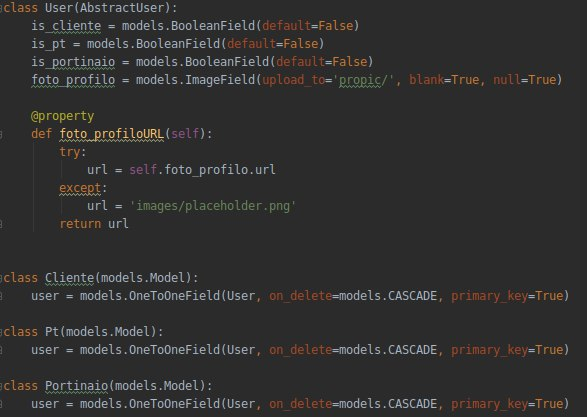 class User(AbstractUser):
    is_cliente = models.BooleanField(default=False)
    is_pt = models.BooleanField(default=False)
    is_portinaio = models.BooleanField(default=False)
    foto_profilo = models.ImageField(upload_to='propic/', blank=True, null=True)
    @property
    def foto_profiloURL(self):
        try:
            url = self.foto_profilo.url
        except:
            url = 'images/placeholder.png'
        return url
class Cliente(models.Model):
    user = models.OneToOneField(User, on_delete=models.CASCADE, primary_key=True)
class Pt(models.Model):
    user = models.OneToOneField(User, on_delete=models.CASCADE, primary_key=True)
class Portinaio(models.Model):
    user = models.OneToOneField(User, on_delete=models.CASCADE, primary_key=True)